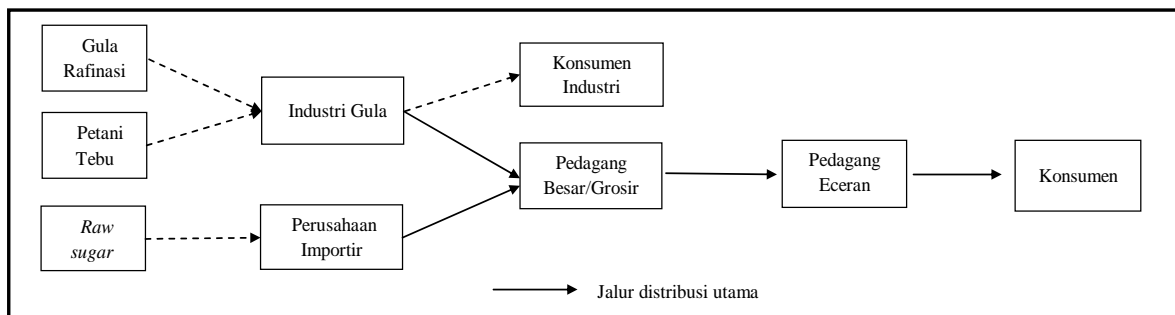 Gula
Rafinasi
Petani
Tebu
Raw
sugar
Industri Gula
Perusahaan
Importir
Konsumen
Industri
Pedagang
Besar/Grosir
Pedagang
Eceran
Konsumen
Jalur distribusi utama